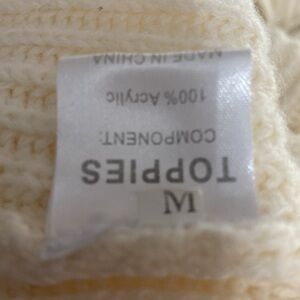 M
TOPPIES
COMPONENT:
100% Acrylic
MADE IN CHINA